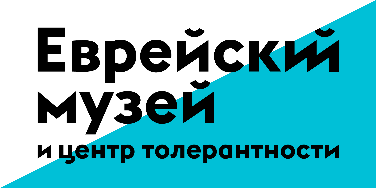 Еврейский
музей
и центр толерантности